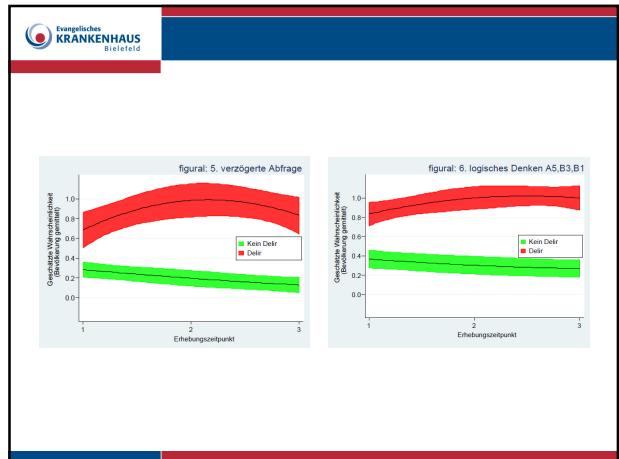 Evangelisches
KRANKENHAUS
Bielefeld
figural: 5. verzögerte Abfrage
Geschätzte Wahrscheinlichkeit
(Bevölkerung gemittelt)
1.0
0.8
0.6
0.4
0.2
0.0
Kein Delir
Delir
1 2 3
Erhebungszeitpunkt
figural: 6. logisches Denken A5,B3,B1
Geschätzte Wahrscheinlichkeit
(Bevölkerung gemittelt)
1.0
0.8
0.6
0.4
0.2
0.0
Kein Delir
Delir
1 2 3
Erhebungszeitpunkt